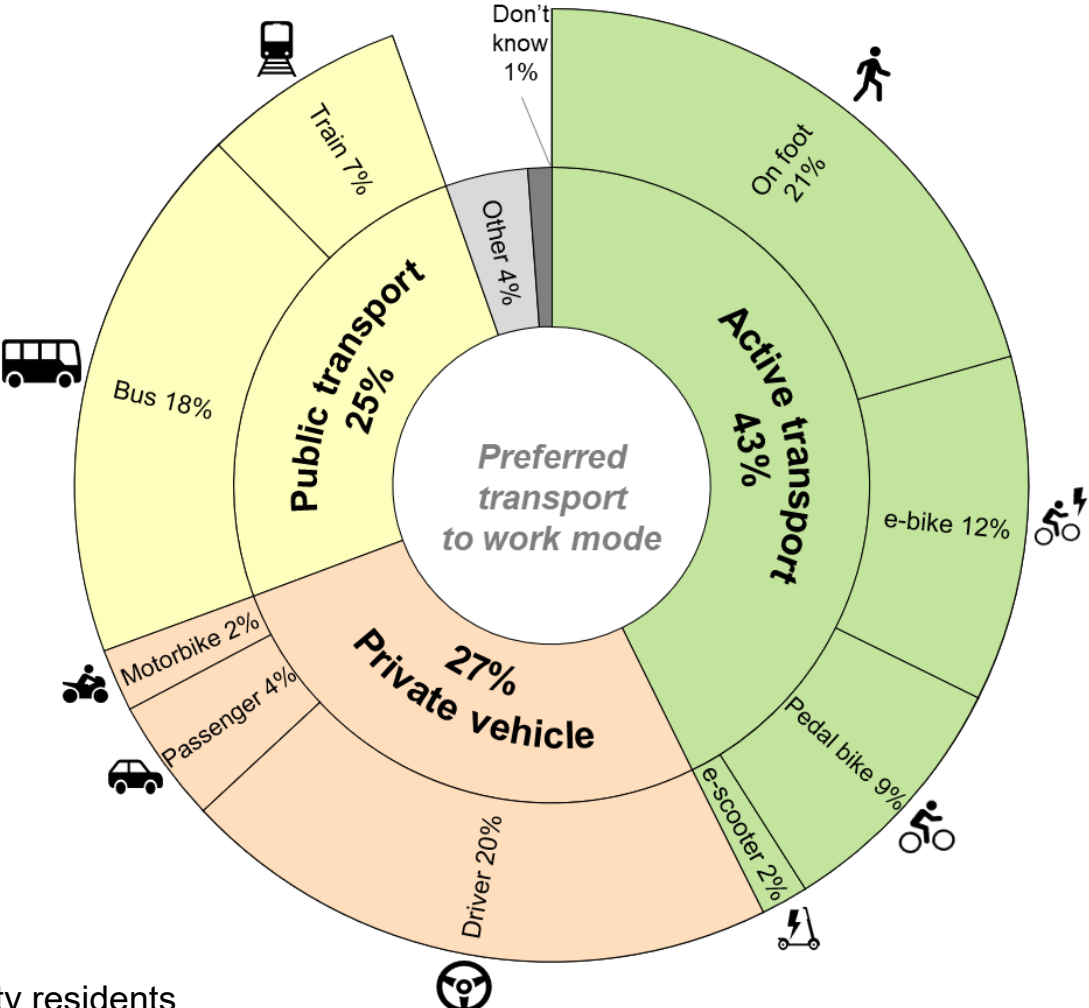 Don't
know
1%
On foot
21%
Train 7%
Other 4%
Public transport
25%
Active transport
43%
Bus 18%
Preferred
transport
to work mode
e-bike 12%
Motorbike 2%
27%
Private vehicle
Passenger 4%
Pedal bike 9%
e-scooter 2%
Driver 20%
residents